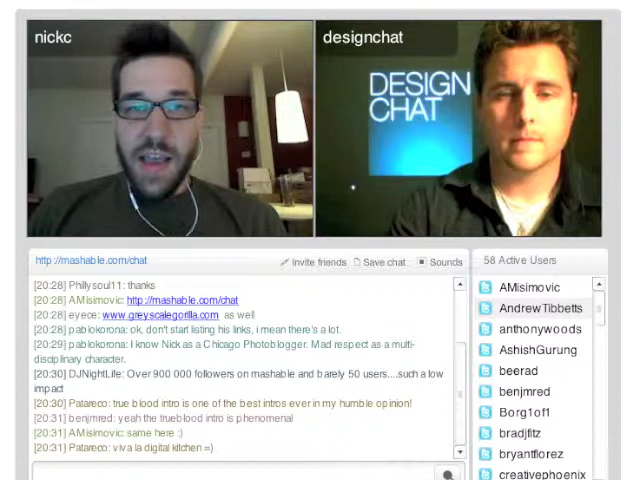 nickc
designchat
DESIGN
CHAT
http://mashable.com/chat
Invite friends
Save chat
Sounds
58 Active Users
[20:28] Phillysoul11: thanks
[20:28] AMisimovic: http://mashable.com/chat
[20:28] eyece: www.greyscalegorilla.com as well
[20:28] pablokorona: ok, don't start listing his links, i mean there's a lot.
[20:29] pablokorona: I know Nick as a Chicago Photoblogger. Mad respect as a multi-
disciplinary character.
[20:30] DJNightLife: Over 900 000 followers on mashable and barely 50 users....such a low
impact
[20:30] Patareco: true blood intro is one of the best intros ever in my humble opinion!
[20:31] benjmred: yeah the trueblood intro is phenomenal
[20:31] AMisimovic: same here :)
[20:31] Patareco: viva la digital kitchen =)
AMisimovic
AndrewTibbetts
anthonywoods
AshishGurung
beerad
benjmred
Borg1of1
bradjfitz
bryantflorez
creativephoenix